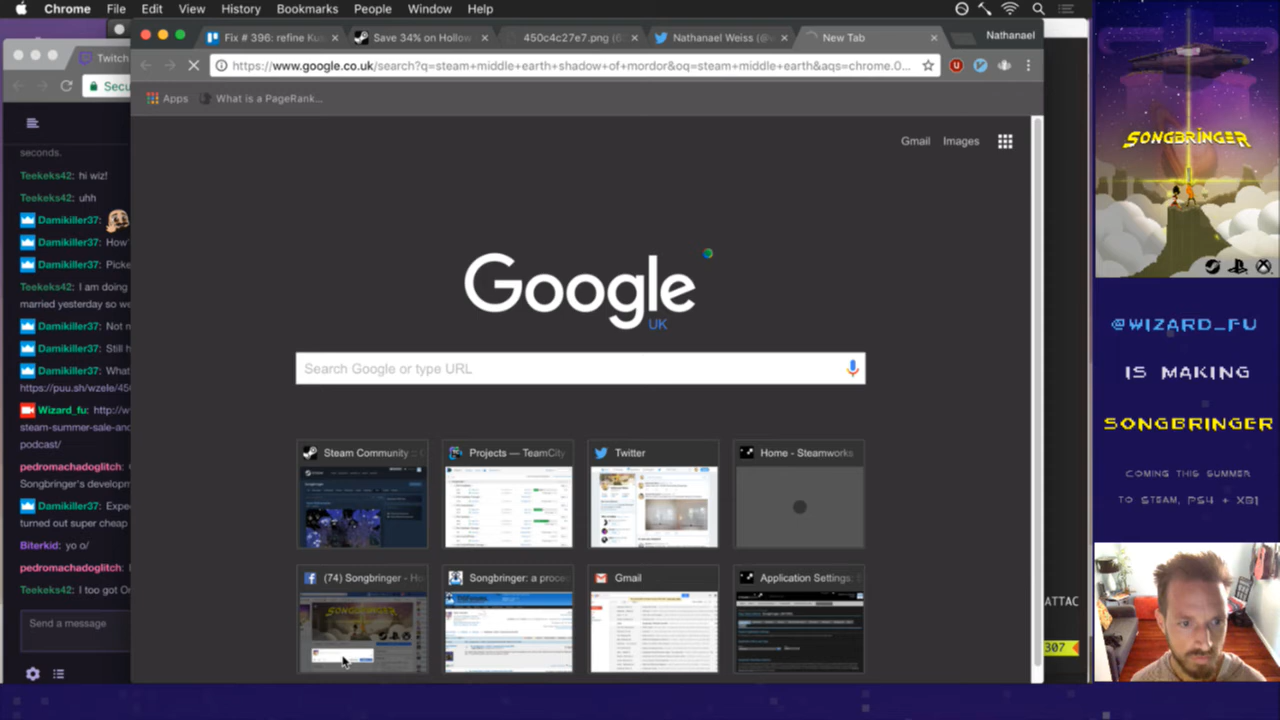 Chrome File Edit View History Bookmarks People Window Help
Fix # 396: refine Ku
Save 34% on Hollow
450c4c27e7.png (6
Nathanael Weiss (@
New Tab
Nathanael
Twitch
https://www.google.co.uk/search?q=steam+middle+earth+shadow+of+mordor&oq=steam+middle+earth&aqs=chrome.0...
Secu
Apps What is a PageRank...
Gmail Images
seconds.
Teekeks42: hi wiz!
Teekeks42: uhh
Damikiller37:
Damikiller37: How'
Damikiller37: Picke
Teekeks42: I am doing
married yesterday so we
Damikiller37: Not n
Damikiller37: Still h
Damikiller37: What
https://puu.sh/wzele/450
Wizard_fu: http://w
steam-summer-sale-and
podcast/
pedromachadoglitch:
Songbringer's developm
Damikiller37: Expe
turned out super cheap
Biterkid: yo o/
pedromachadoglitch:
Teekeks42: I too got Or
Send a message
Google
UK
Search Google or type URL
Steam Community ::
Projects — TeamCity
Twitter
Home - Steamworks
(74) Songbringer - Ho
Songbringer: a proce
Gmail
Application Settings:
SONGBRINGER
@WIZARD_FU
IS MAKING
SONGBRINGER
COMING THIS SUMMER
TO STEAM, PS4 + XB1
ATTAC
307